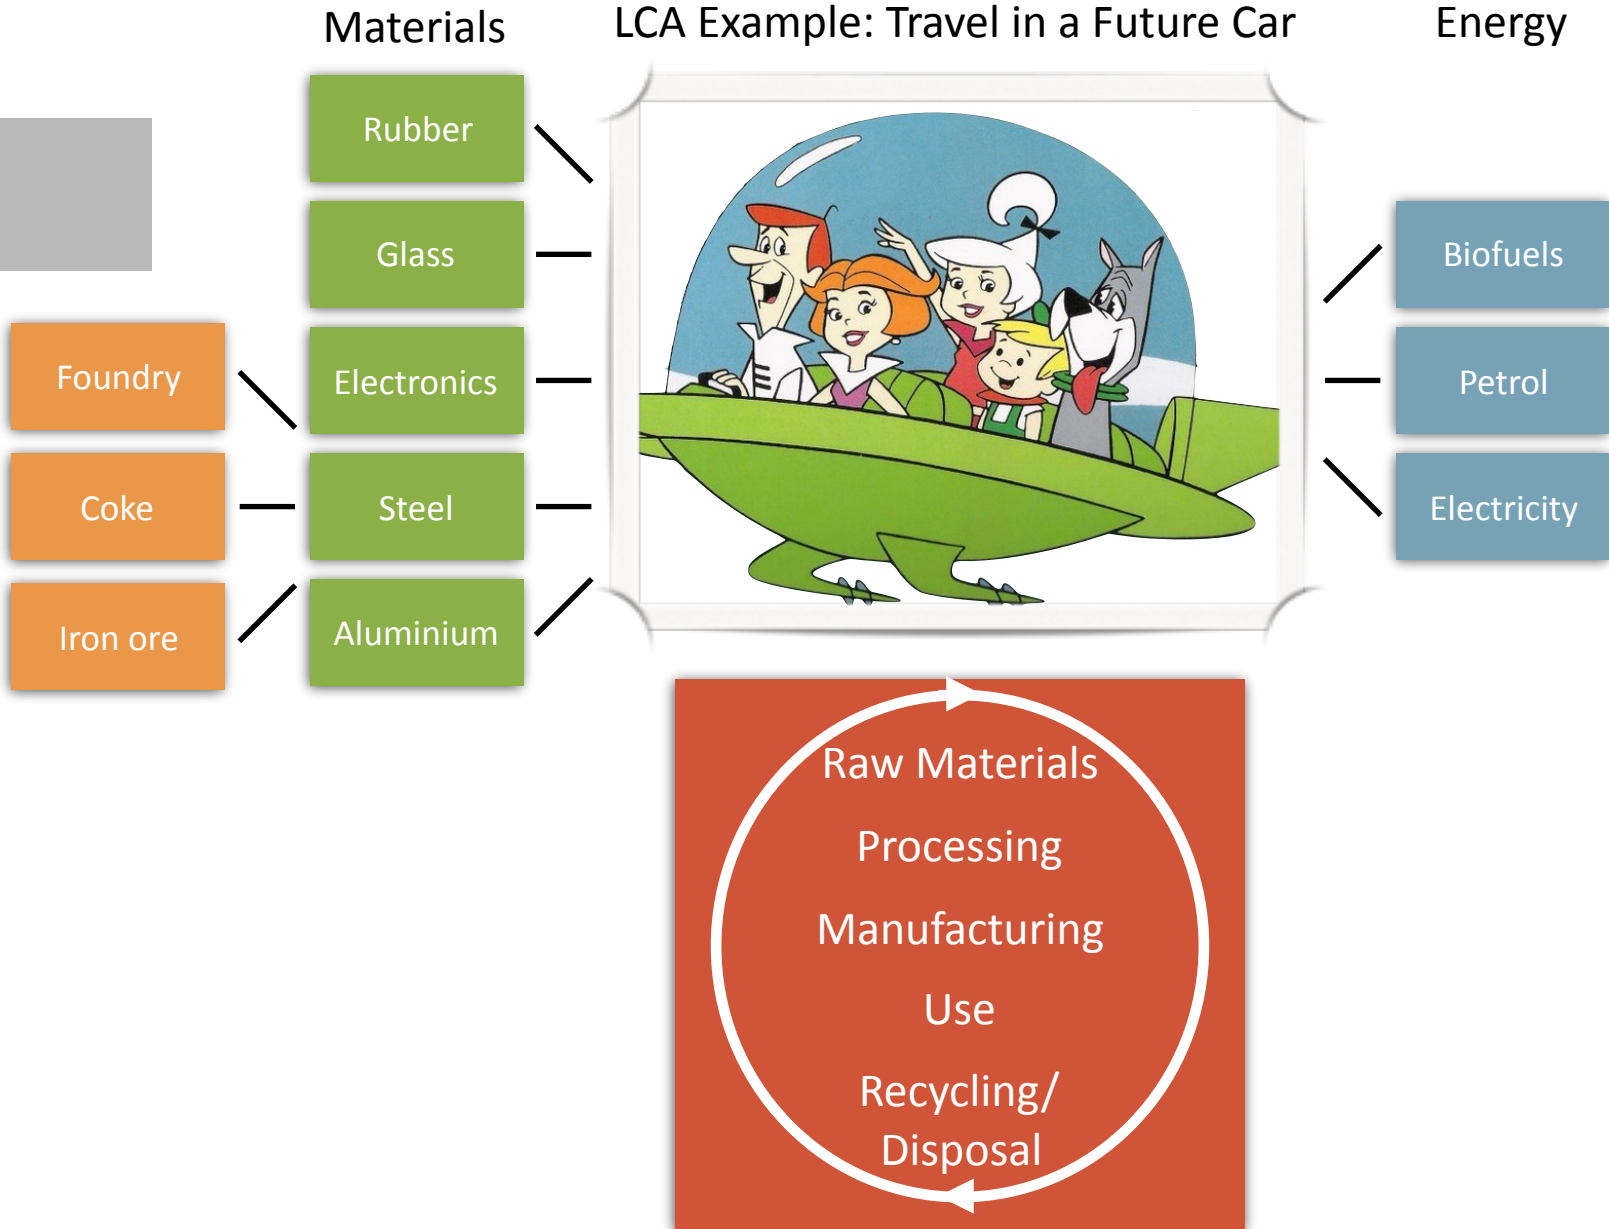 Materials
LCA Example: Travel in a Future Car
Energy
Rubber
Glass
Electronics
Steel
Aluminium
Foundry
Coke
Iron ore
Biofuels
Petrol
Electricity
Raw Materials
Processing
Manufacturing
Use
Recycling/
Disposal